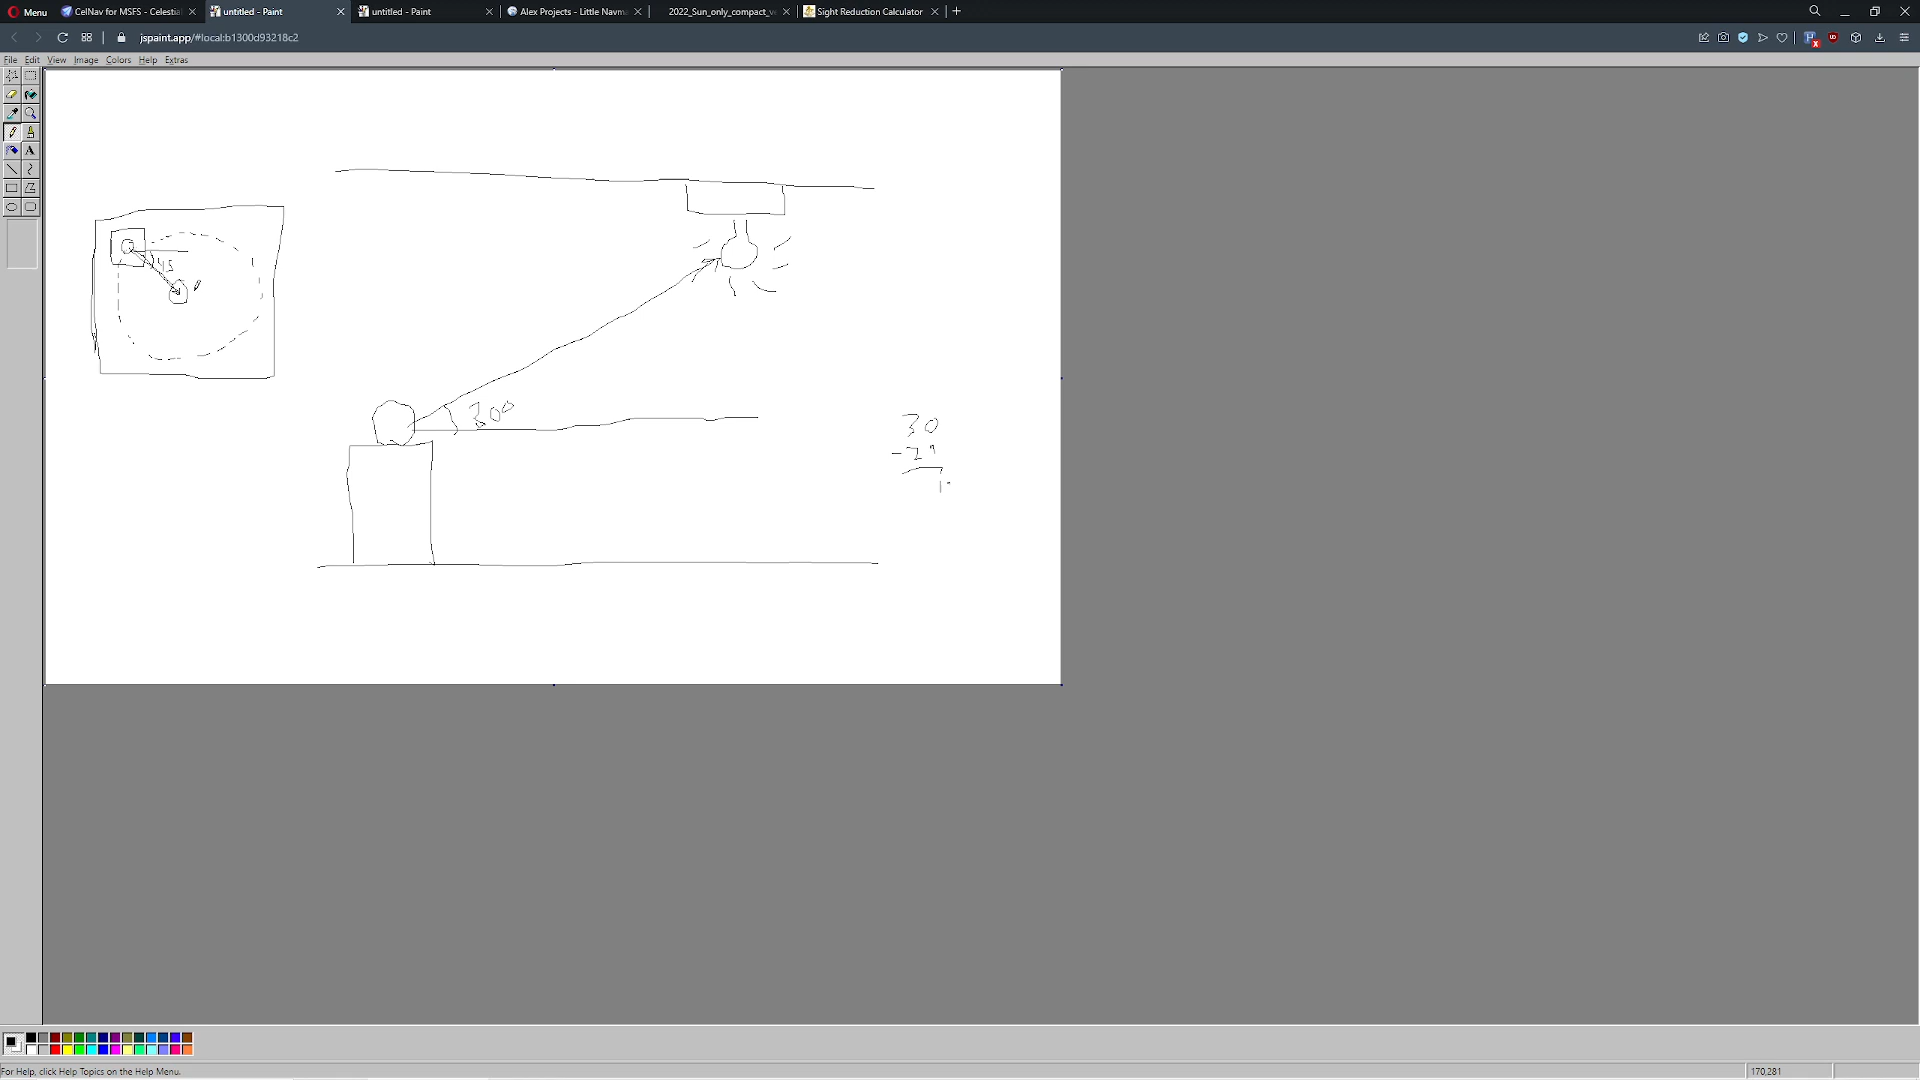 Menu
CelNav for MSFS - Celestia
untitled - Paint
untitled - Paint
Alex Projects - Little Navm
2022_Sun_only_compact_v
Sight Reduction Calculator
jspaint.app/#local:b1300d93218c2
File Edit View Image Colors Help Extras
45
30°
30
-29
1°
For Help, click Help Topics on the Help Menu.
170,281